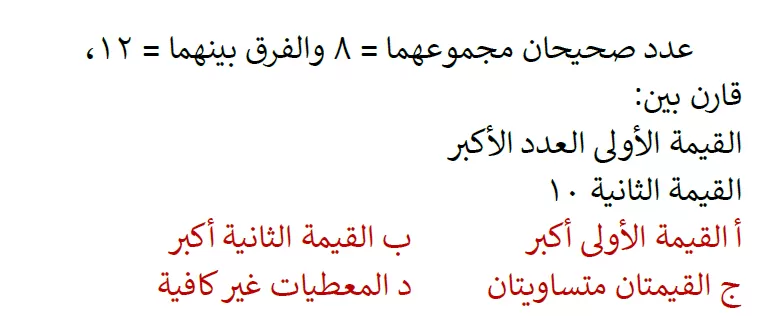 عدد صحيحان مجموعهما = ٨ والفرق بينهما = ١٢،
قارن بين:
القيمة الأولى العدد الأكبر
القيمة الثانية ١٠
أ القيمة الأولى أكبر ب القيمة الثانية أكبر
ج القيمتان متساويتان د المعطيات غير كافية